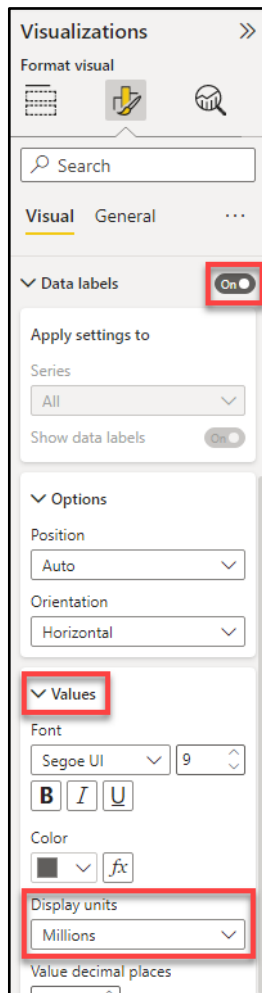 Visualizations
Format visual
Search
Visual General ...
Data labels On
Apply settings to
Series
All
Show data labels On
Options
Position
Auto
Orientation
Horizontal
Values
Font
Segoe UI 9
B I U
Color
fx
Display units
Millions
Value decimal places